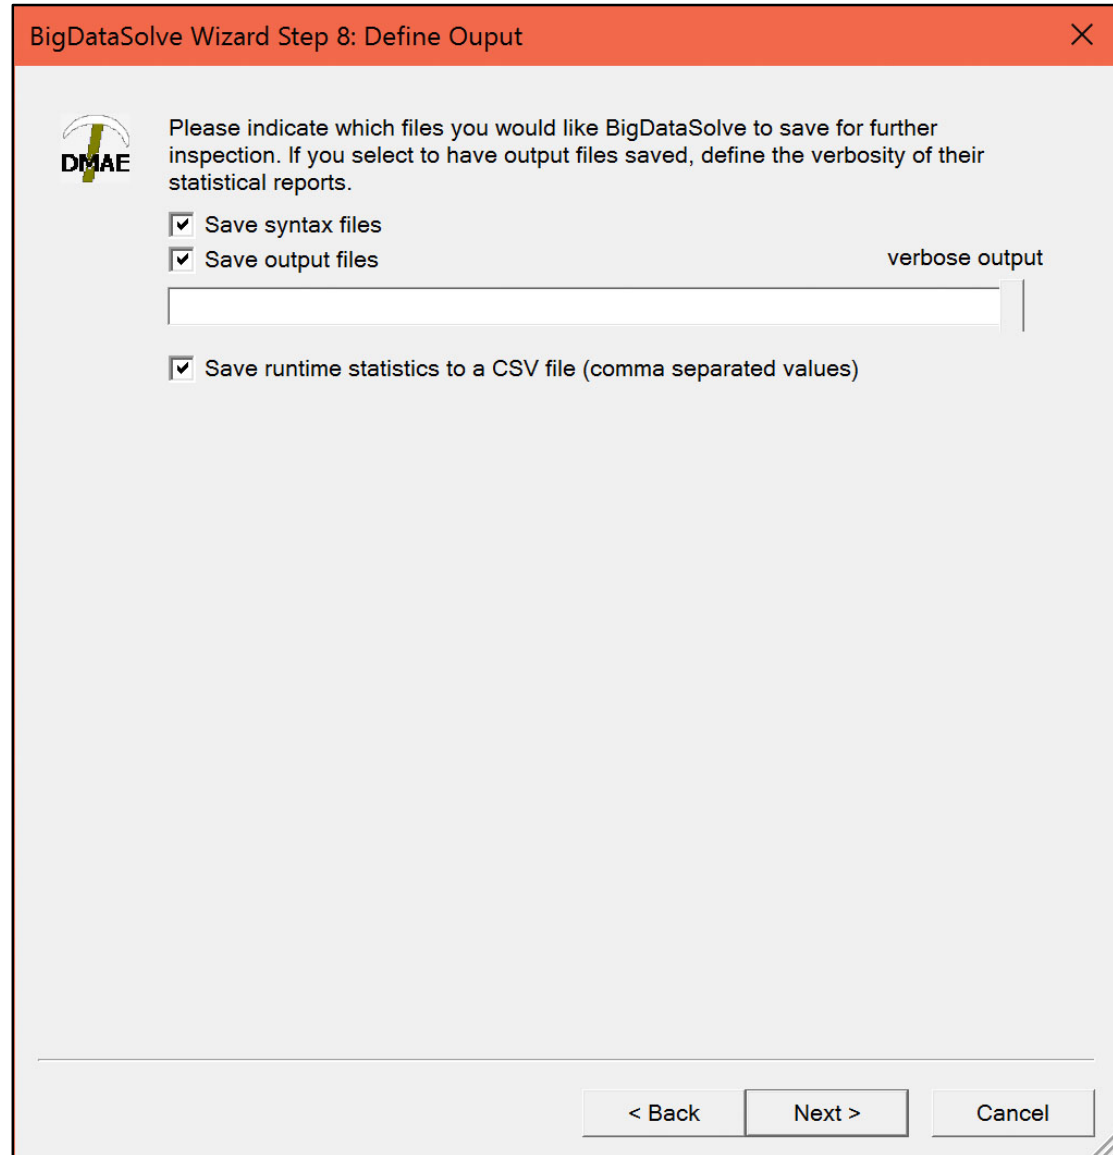 BigDataSolve Wizard Step 8: Define Ouput
DMAE
Please indicate which files you would like BigDataSolve to save for further
inspection. If you select to have output files saved, define the verbosity of their
statistical reports.
Save syntax files
Save output files
verbose output
Save runtime statistics to a CSV file (comma separated values)
< Back
Next >
Cancel